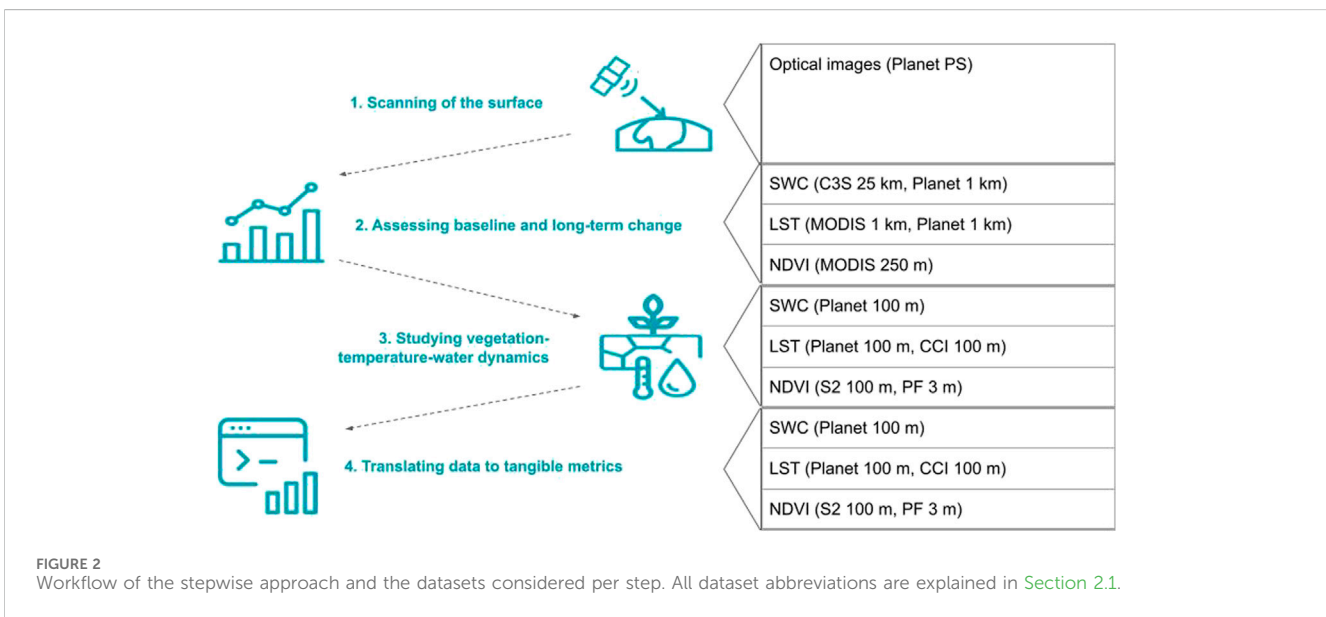 Optical images (Planet PS)
1. Scanning of the surface
SWC (C3S 25 km, Planet 1 km)
2. Assessing baseline and long-term change
LST (MODIS 1 km, Planet 1 km)
NDVI (MODIS 250 m)
SWC (Planet 100 m)
3. Studying vegetation-
temperature-water dynamics
LST (Planet 100 m, CCI 100 m)
NDVI (S2 100 m, PF 3 m)
SWC (Planet 100 m)
4. Translating data to tangible metrics
LST (Planet 100 m, CCI 100 m)
NDVI (S2 100 m, PF 3 m)
FIGURE 2
Workflow of the stepwise approach and the datasets considered per step. All dataset abbreviations are explained in Section 2.1.